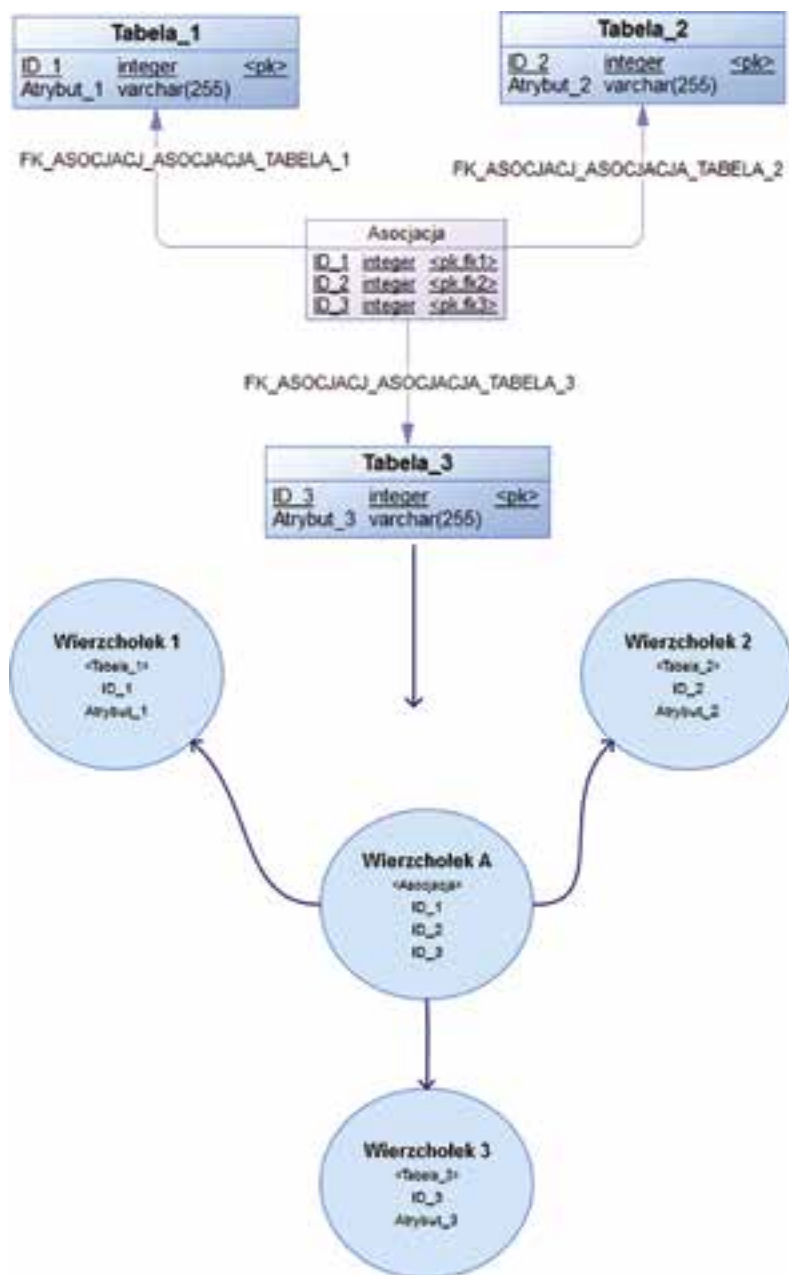 Tabela_1
ID_1 integer <pk>
Atrybut_1 varchar(255)
Tabela_2
ID_2 integer <pk>
Atrybut_2 varchar(255)
FK_ASOCJACJ_ASOCJACJA_TABELA_1
FK_ASOCJACJ_ASOCJACJA_TABELA_2
Asocjacja
ID_1 integer <pk,fk1>
ID_2 integer <pk,fk2>
ID_3 integer <pk,fk3>
FK_ASOCJACJ_ASOCJACJA_TABELA_3
Tabela_3
ID_3 integer <pk>
Atrybut_3 varchar(255)
Wierzchołek 1
<Tabela_1>
ID_1
Atrybut_1
Wierzchołek 2
<Tabela_2>
ID_2
Atrybut_2
Wierzchołek A
<Asocjacja>
ID_1
ID_2
ID_3
Wierzchołek 3
<Tabela_3>
ID_3
Atrybut_3